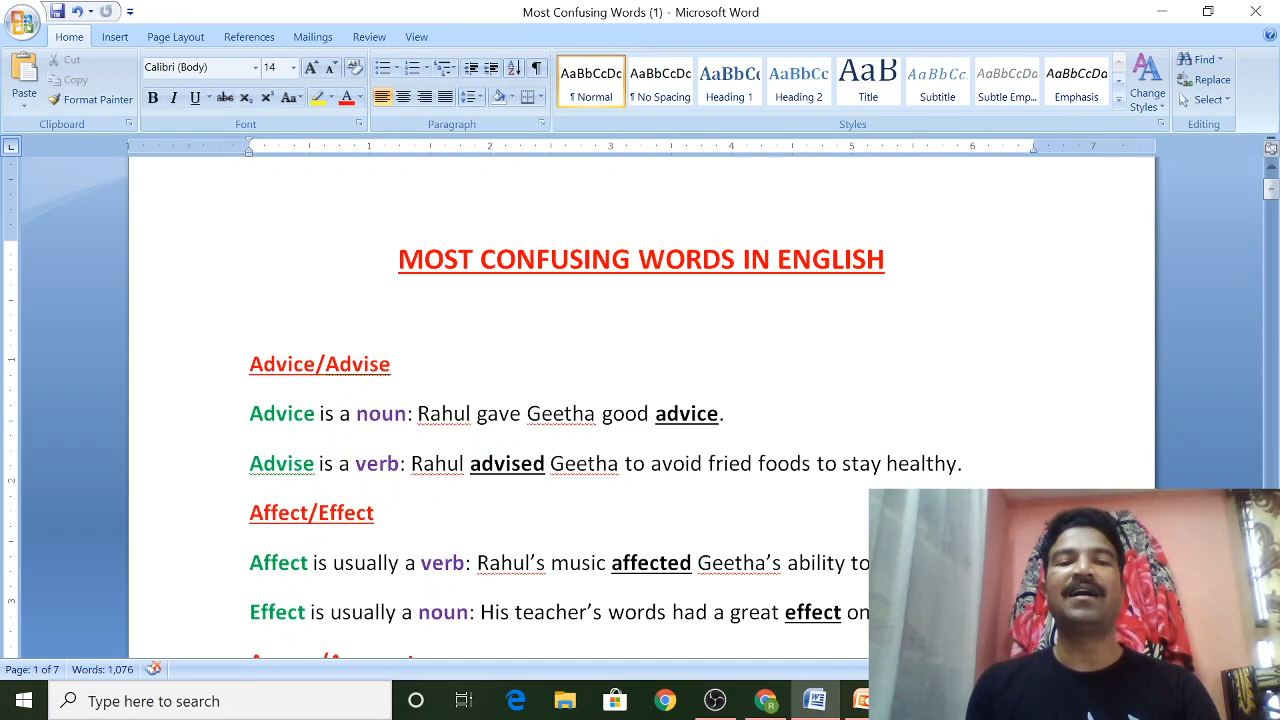 Most Confusing Words (1) - Microsoft Word
Home Insert Page Layout References Mailings Review View
Paste
Cut
Copy
Format Painter
Clipboard
Calibri (Body) 14
Font
Paragraph
AaBbCcDc AaBbCcDc AaBbCc AaBbCc AaB AaBbCc. AaBbCcDa AaBbCcDc
¶ Normal ¶ No Spacing Heading 1 Heading 2 Title Subtitle Subtle Emp... Emphasis
Change
Styles
Styles
Find
Replace
Select
Editing
MOST CONFUSING WORDS IN ENGLISH
Advice/Advise
Advice is a noun: Rahul gave Geetha good advice.
Advise is a verb: Rahul advised Geetha to avoid fried foods to stay healthy.
Affect/Effect
Affect is usually a verb: Rahul’s music affected Geetha’s ability to
Effect is usually a noun: His teacher’s words had a great effect on
Page: 1 of 7 Words: 1,076
Type here to search